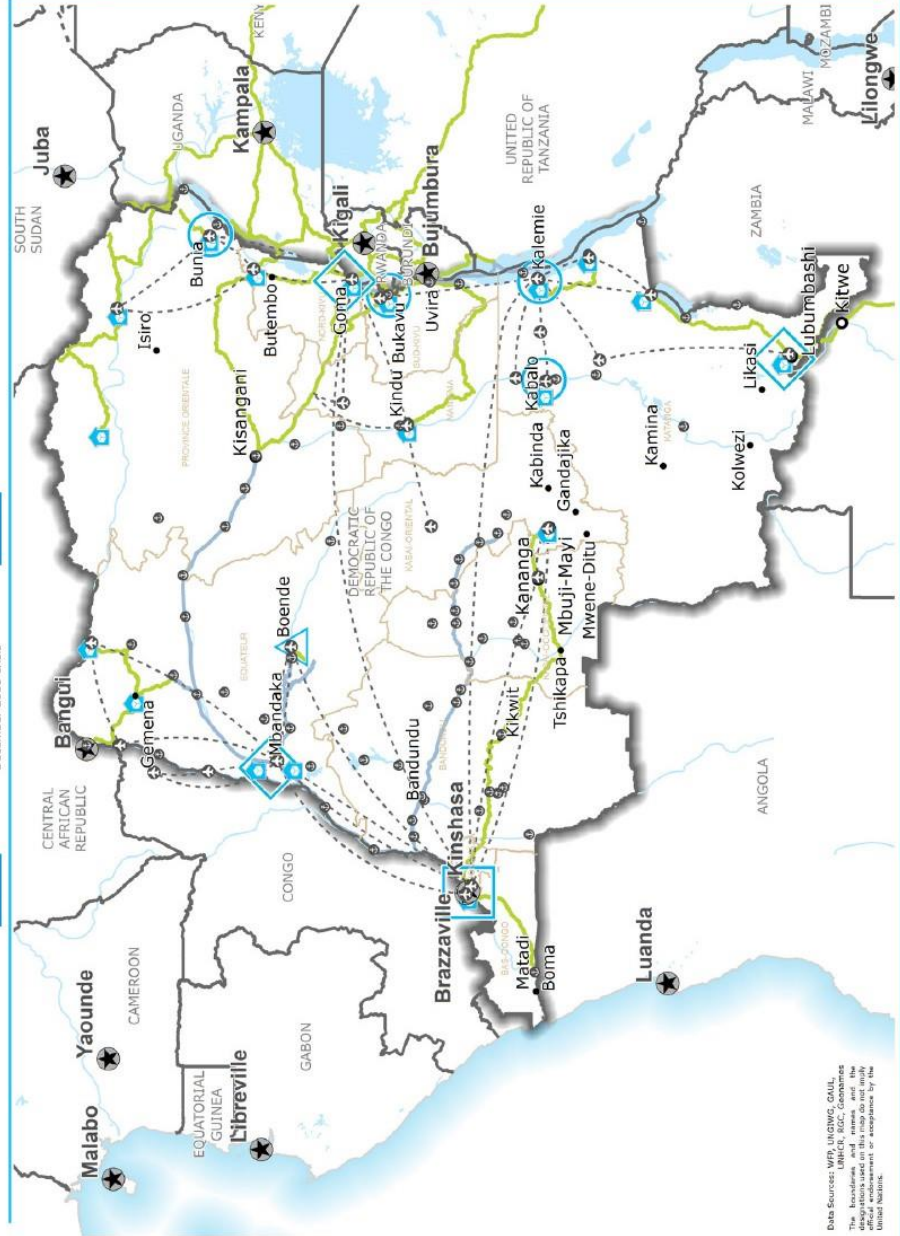 SOUTH
SUDAN
Juba
CENTRAL
AFRICAN
REPUBLIC
Bangui
Malabo
Yaounde
CAMEROON
EQUATORIAL
GUINEA
Libreville
GABON
CONGO
Gemena
Isiro
Bunia
UGANDA
Kampala
PROVINCE ORIENTALE
Butembo
Kisangani
Mbandaka
EQUATEUR
Boende
DEMOCRATIC
REPUBLIC OF
THE CONGO
NORD-KIVU
Goma
Kigali
RWANDA
BURUNDI
Bukavu
SUD-KIVU
Uvira
Bujumbura
Kindu
MANIEMA
KASAI ORIENTAL
Bandundu
BANDUNDU
Brazzaville
Kinshasa
BAS-CONGO
Matadi
Boma
Kikwit
Tshikapa
Kananga
Mbuji-Mayi
Mwene-Ditu
Kabinda
Gandajika
Kabalo
Kalemie
UNITED
REPUBLIC OF
TANZANIA
Kamina
KATANGA
Kolwezi
Likasi
Lubumbashi
Kitwe
ZAMBIA
MALAWI
Lilongwe
Luanda
ANGOLA
Data Sources: WFP, UNGIWG, GAUL,
UNHCR, RGC, Geonames
The boundaries and names and the
designations used on this map do not imply
official endorsement or acceptance by the
United Nations.